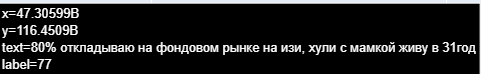 x=47.30599B
y=116.4509B
text=80% откладываю на фондовом рынке на изи, хули с мамкой живу в 31год
label=77